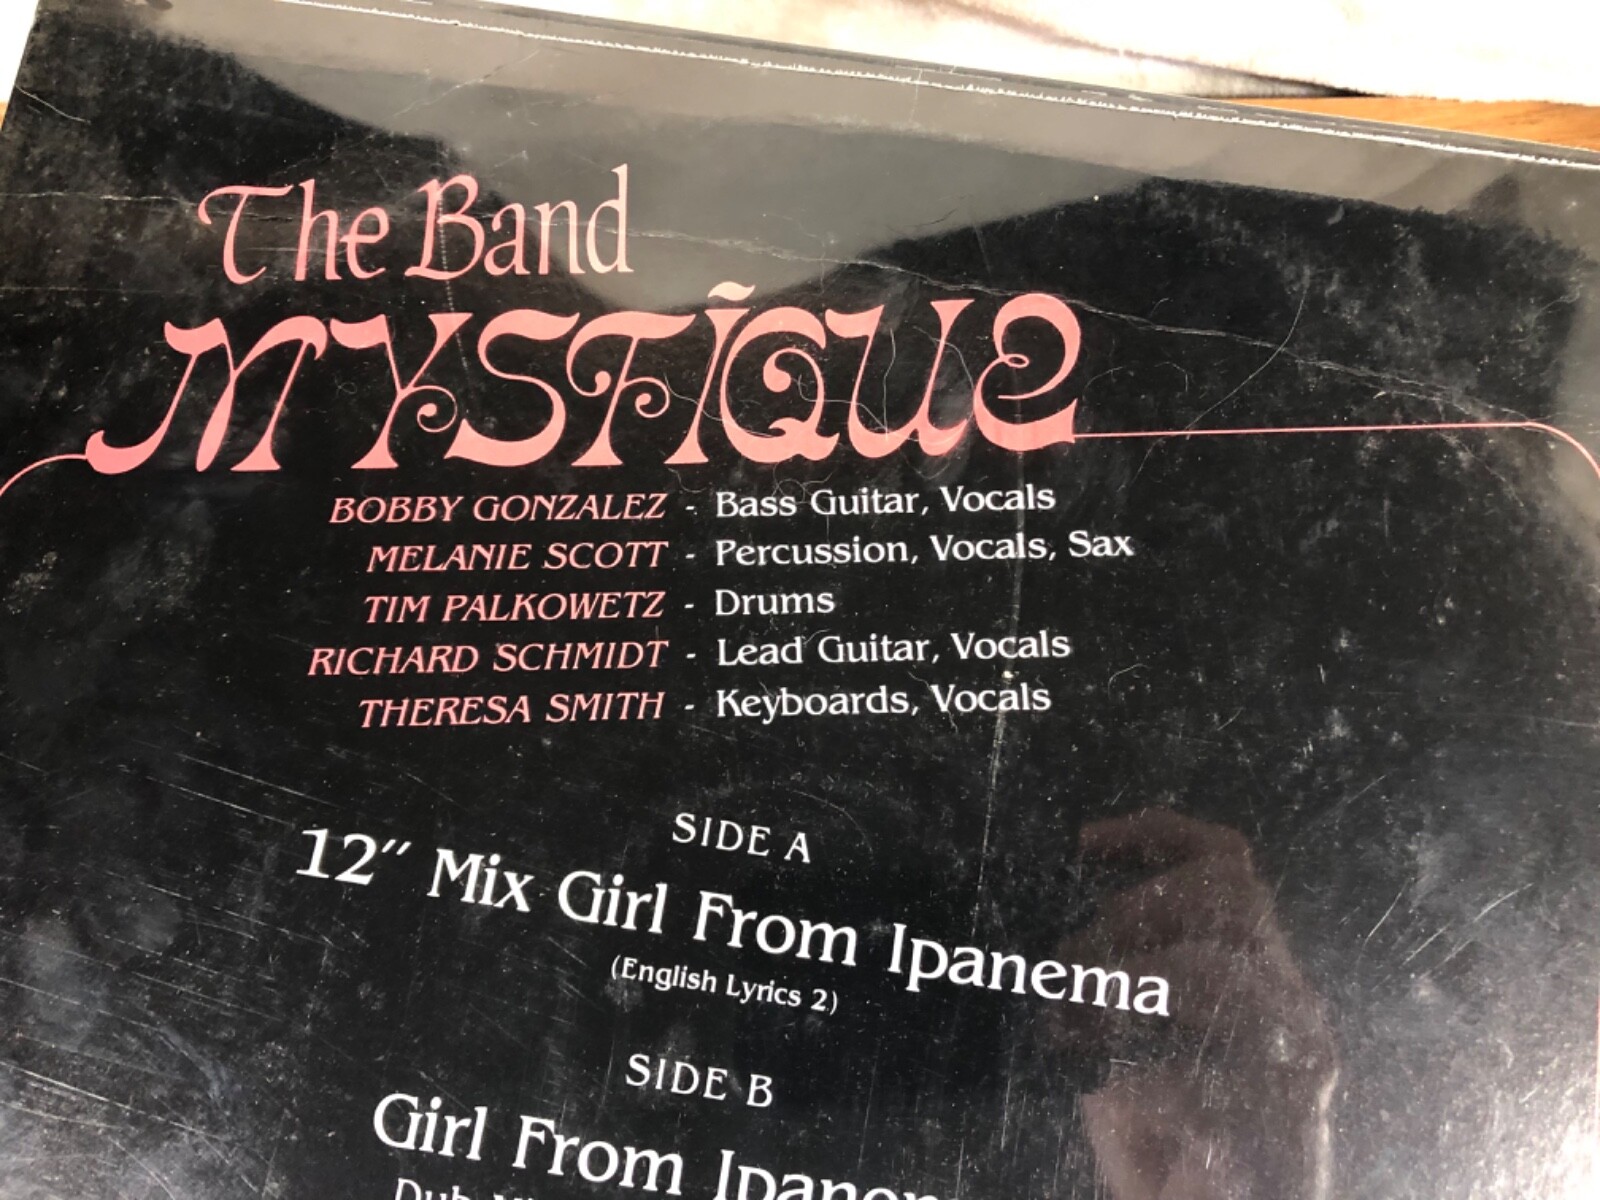 The Band
MYSTIQUE
BOBBY GONZALEZ - Bass Guitar, Vocals
MELANIE SCOTT - Percussion, Vocals, Sax
TIM PALKOWETZ - Drums
RICHARD SCHMIDT - Lead Guitar, Vocals
THERESA SMITH - Keyboards, Vocals
SIDE A
12" Mix Girl From Ipanema
(English Lyrics 2)
SIDE B
Girl From
Dub